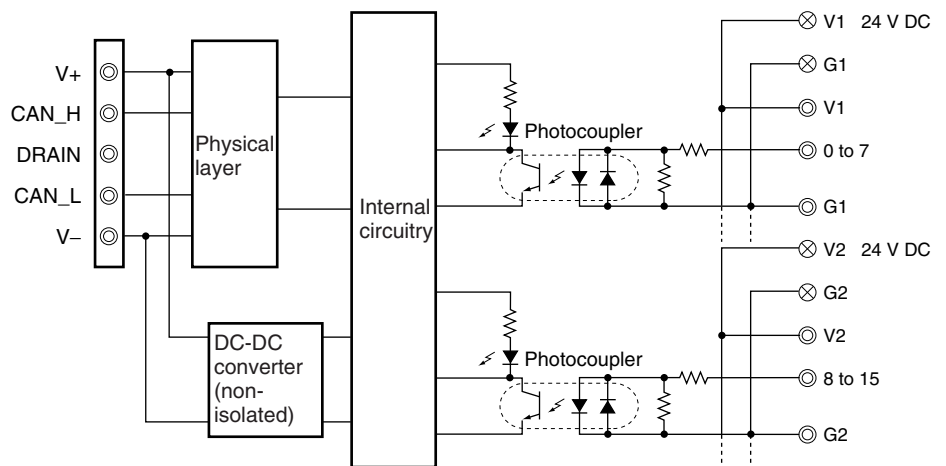 V+
CAN_H
DRAIN
CAN_L
V–
Physical
layer
DC-DC
converter
(non-
isolated)
Internal
circuitry
Photocoupler
V1 24 V DC
G1
V1
0 to 7
G1
Photocoupler
V2 24 V DC
G2
V2
8 to 15
G2